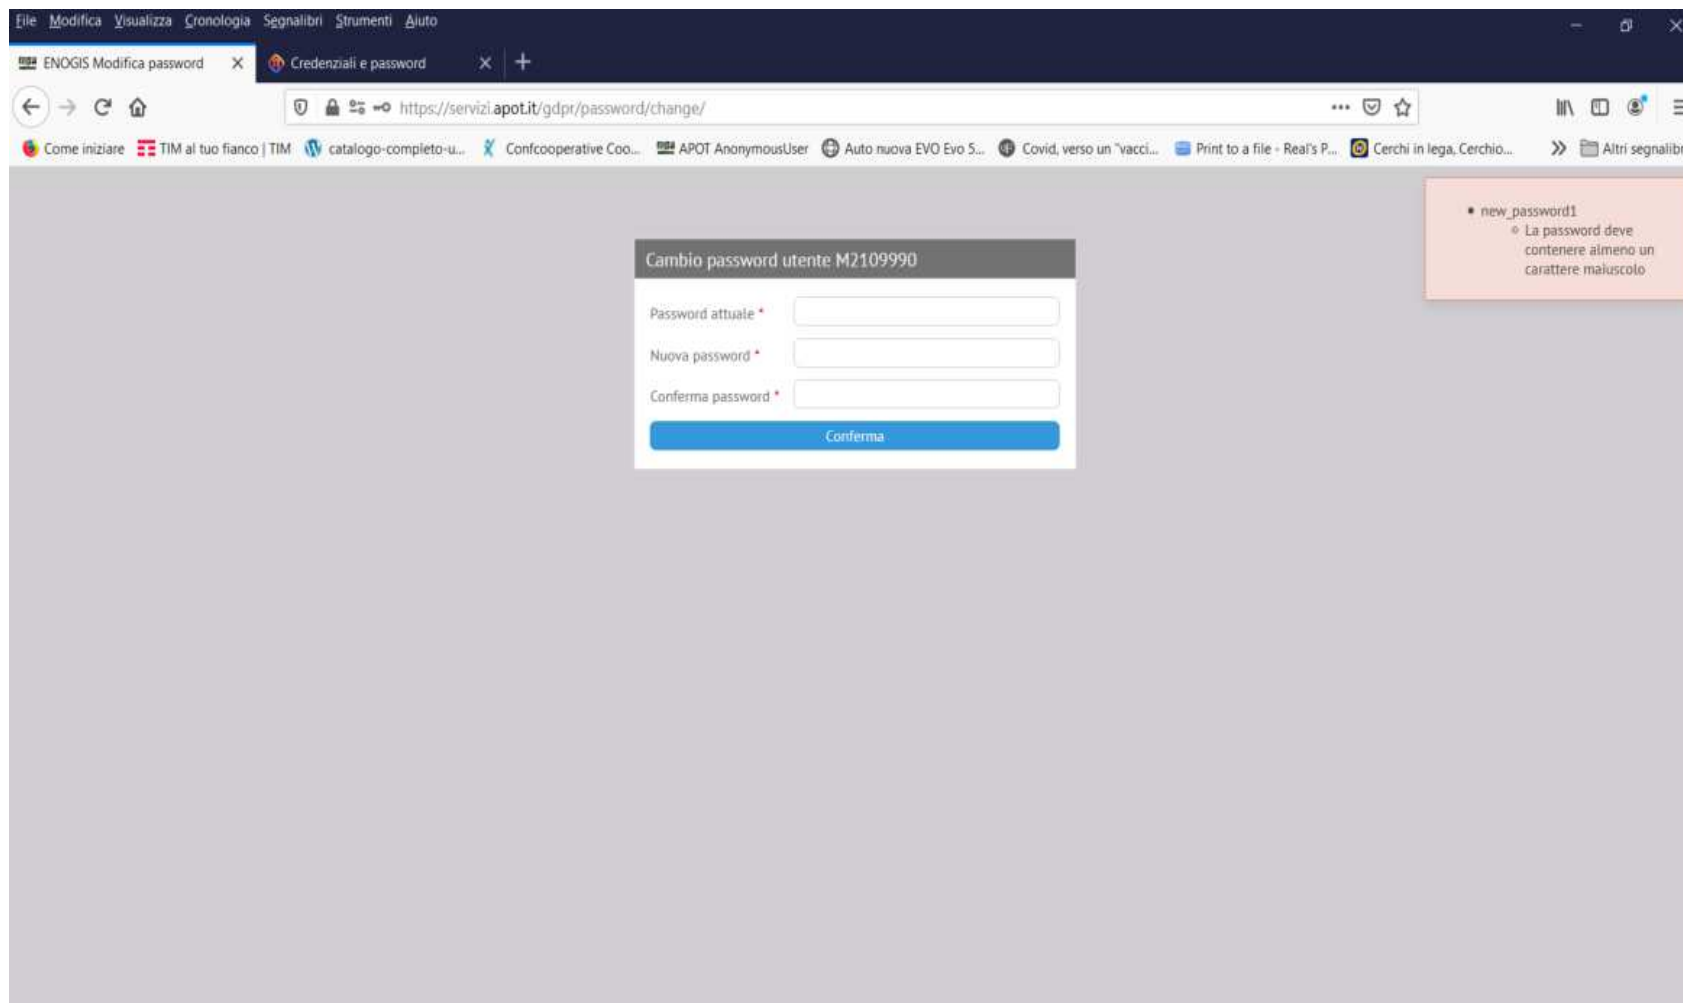 File Modifica Visualizza Cronologia Segnalibri Strumenti Aiuto
ENOGIS Modifica password
Credenziali e password
https://servizi.apot.it/gdpr/password/change/
Come iniziare TIM al tuo fianco | TIM catalogo-completo-u... Confcooperative Coo... APOT AnonymousUser Auto nuova EVO Evo 5... Covid, verso un "vacci... Print to a file - Real's P... Cerchi in lega, Cerchio... Altri segnalibr
new_password1
La password deve
contenere almeno un
carattere maiuscolo
Cambio password utente M2109990
Password attuale *
Nuova password *
Conferma password *
Conferma